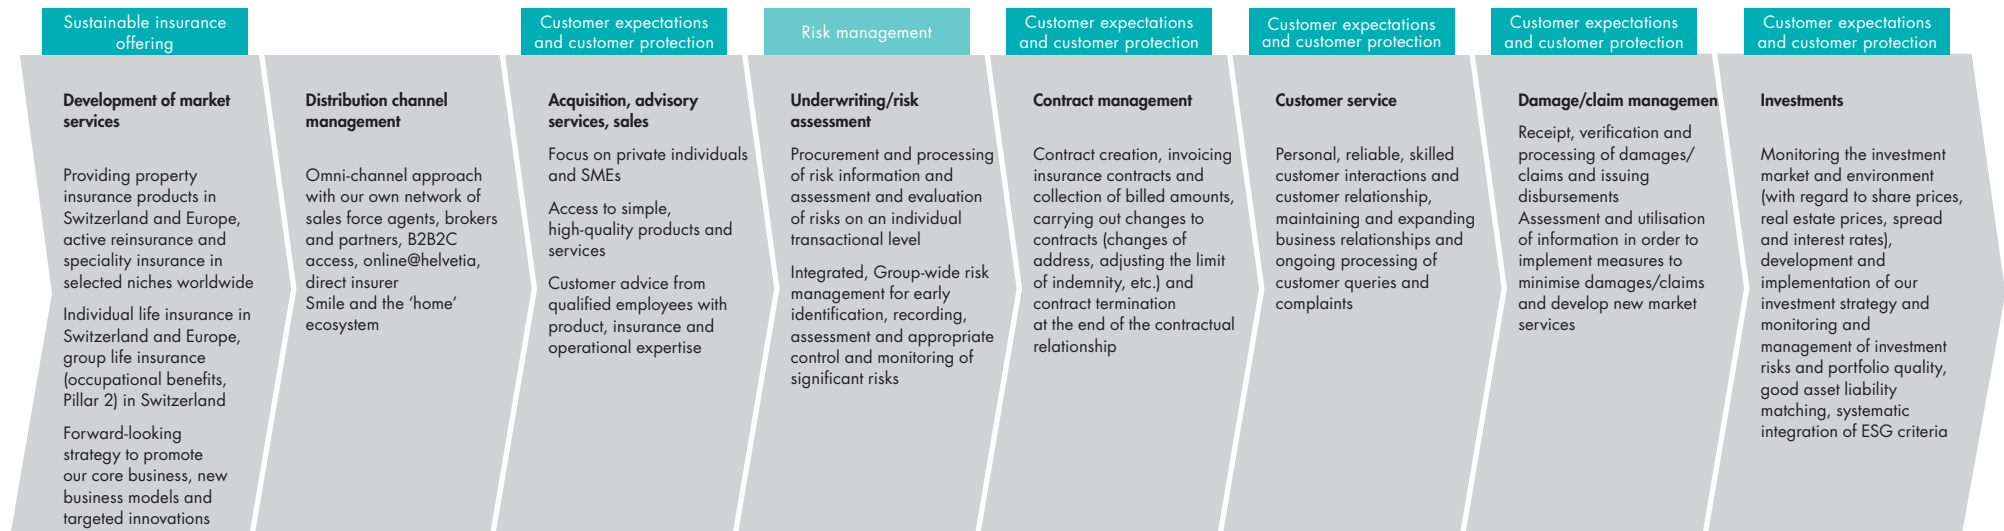 Sustainable insurance
offering
Customer expectations
and customer protection
Risk management
Customer expectations
and customer protection
Customer expectations
and customer protection
Customer expectations
and customer protection
Customer expectations
and customer protection
Development of market
services
Providing property
insurance products in
Switzerland and Europe,
active reinsurance and
speciality insurance in
selected niches worldwide
Individual life insurance in
Switzerland and Europe,
group life insurance
(occupational benefits,
Pillar 2) in Switzerland
Forward-looking
strategy to promote
our core business, new
business models and
targeted innovations
Distribution channel
management
Omni-channel approach
with our own network of
sales force agents, brokers
and partners, B2B2C
access, online@helvetia,
direct insurer
Smile and the ‘home’
ecosystem
Acquisition, advisory
services, sales
Focus on private individuals
and SMEs
Access to simple,
high-quality products and
services
Customer advice from
qualified employees with
product, insurance and
operational expertise
Underwriting/risk
assessment
Procurement and processing
of risk information and
assessment and evaluation
of risks on an individual
transactional level
Integrated, Group-wide risk
management for early
identification, recording,
assessment and appropriate
control and monitoring of
significant risks
Contract management
Contract creation, invoicing
insurance contracts and
collection of billed amounts,
carrying out changes to
contracts (changes of
address, adjusting the limit
of indemnity, etc.) and
contract termination
at the end of the contractual
relationship
Customer service
Personal, reliable, skilled
customer interactions and
customer relationship,
maintaining and expanding
business relationships and
ongoing processing of
customer queries and
complaints
Damage/claim managemen
Receipt, verification and
processing of damages/
claims and issuing
disbursements
Assessment and utilisation
of information in order to
implement measures to
minimise damages/claims
and develop new market
services
Investments
Monitoring the investment
market and environment
(with regard to share prices,
real estate prices, spread
and interest rates),
development and
implementation of our
investment strategy and
monitoring and
management of investment
risks and portfolio quality,
good asset liability
matching, systematic
integration of ESG criteria